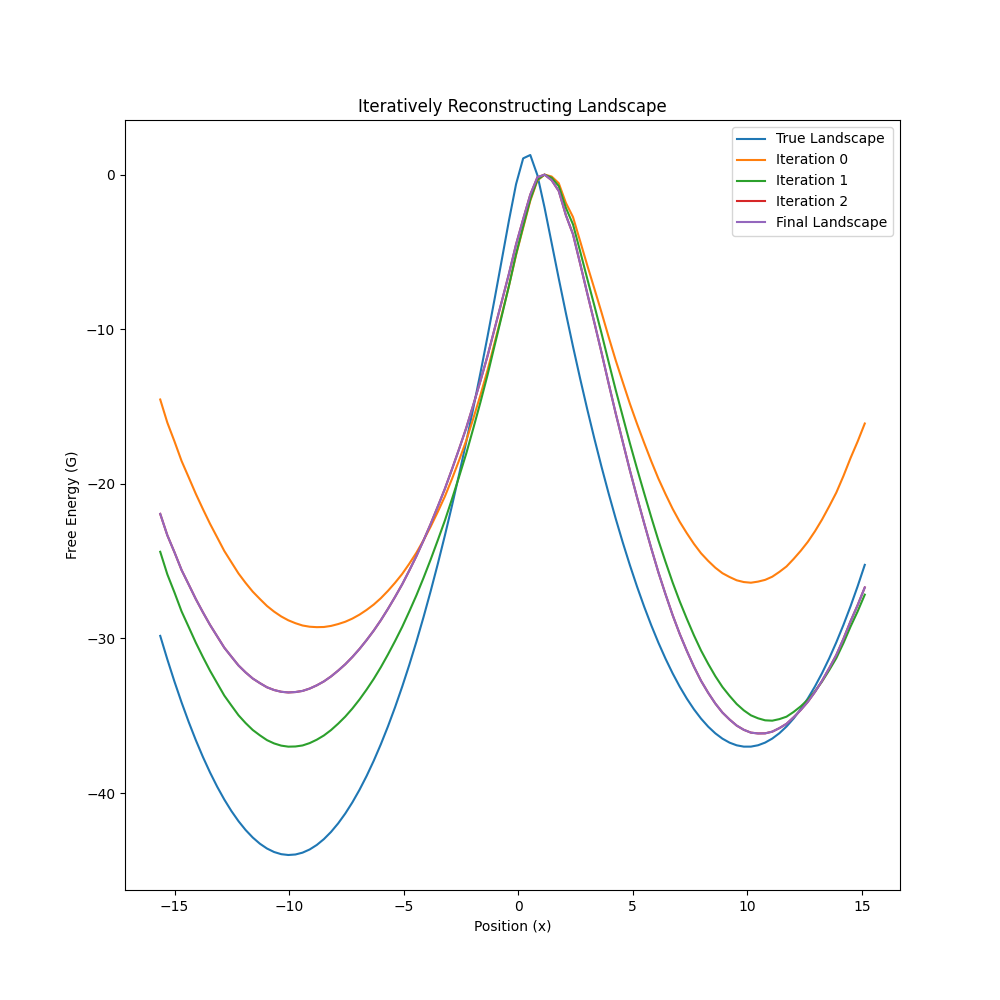 Iteratively Reconstructing Landscape
True Landscape
Iteration 0
Iteration 1
Iteration 2
Final Landscape
Free Energy (G)
0
−10
−20
−30
−40
−15
−10
−5
0
5
10
15
Position (x)